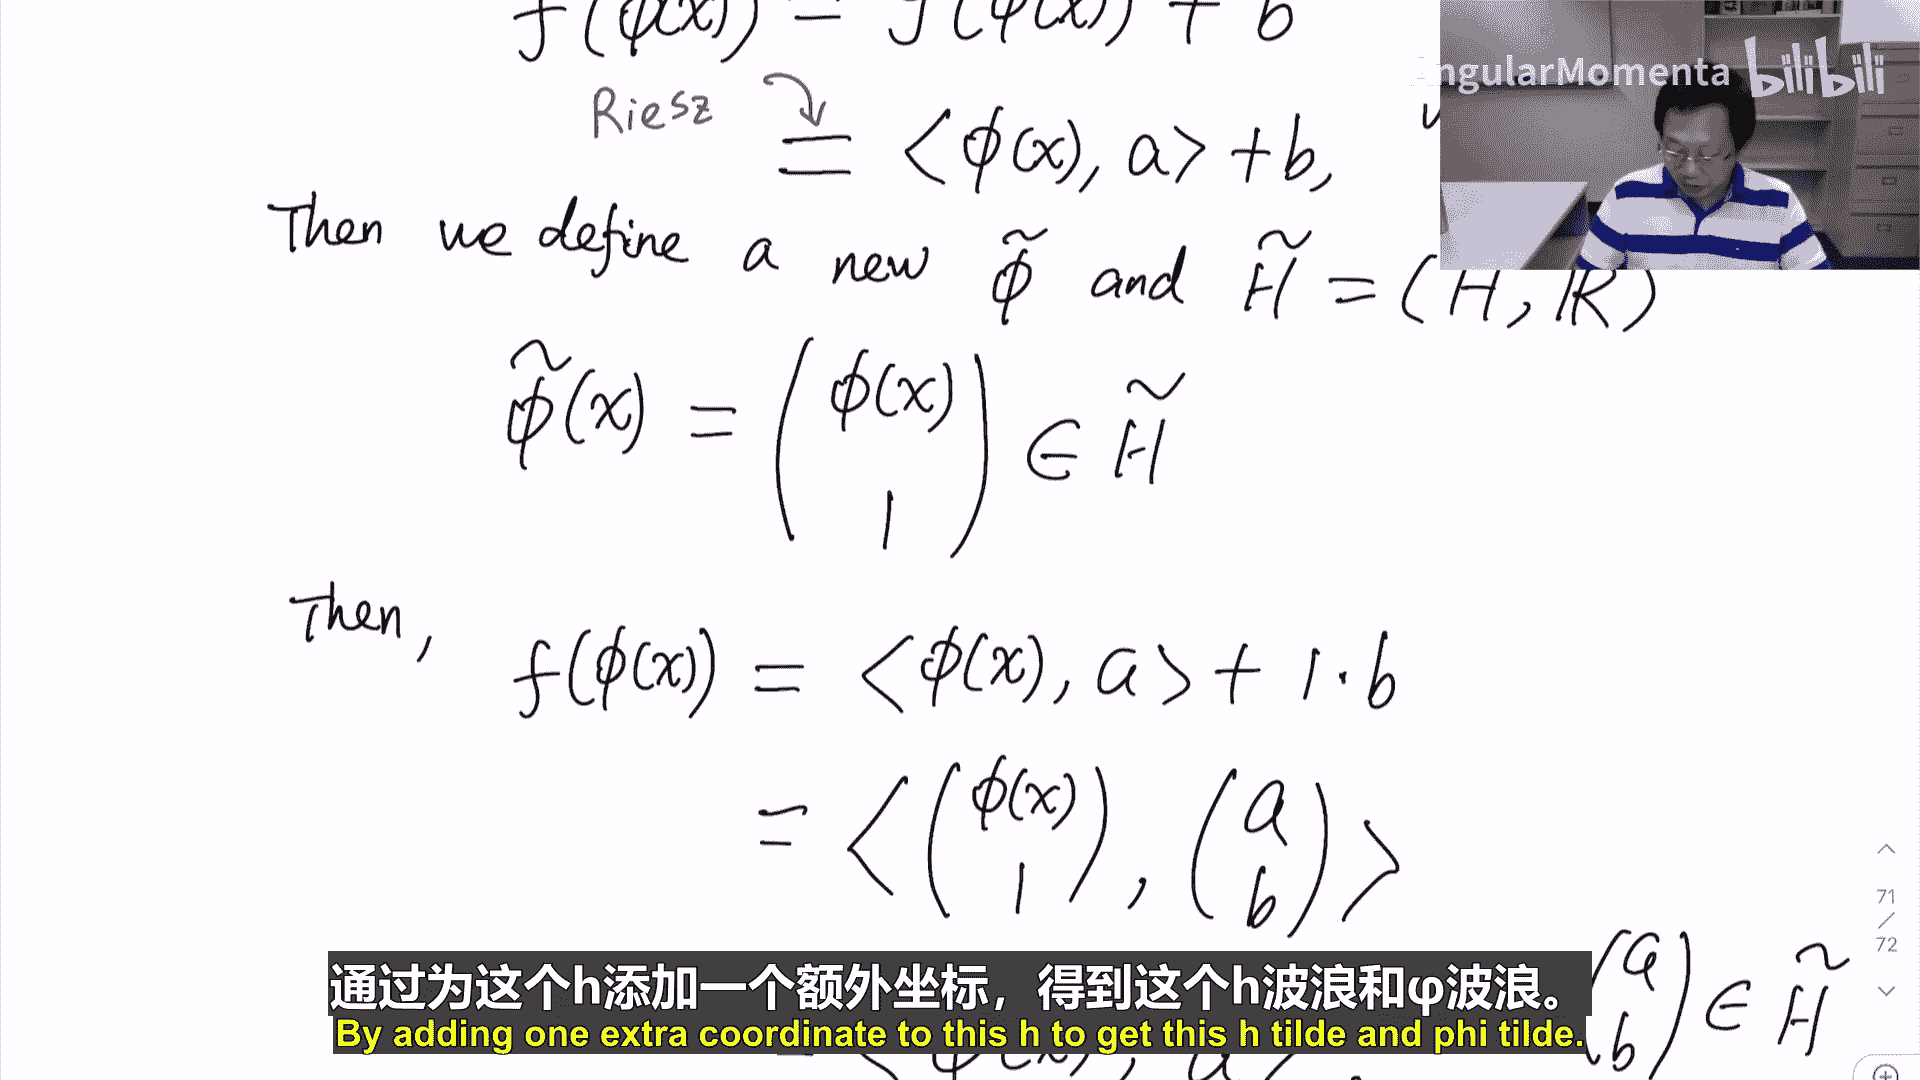 f(φ(x)) = g(φ(x)) + b
Riesz
= <φ(x), a> + b,
Then we define a new φ̃ and H̃ = (H, ℝ)
φ̃(x) = (φ(x) 1) ∈ H̃
Then, f(φ(x)) = <φ(x), a> + 1·b
= <(φ(x) 1), (a b)>
(a b) ∈ H̃
通过为这个h添加一个额外坐标，得到这个h波浪和φ波浪。
By adding one extra coordinate to this h to get this h tilde and phi tilde.
ngularMomenta bilibili
71
/
72